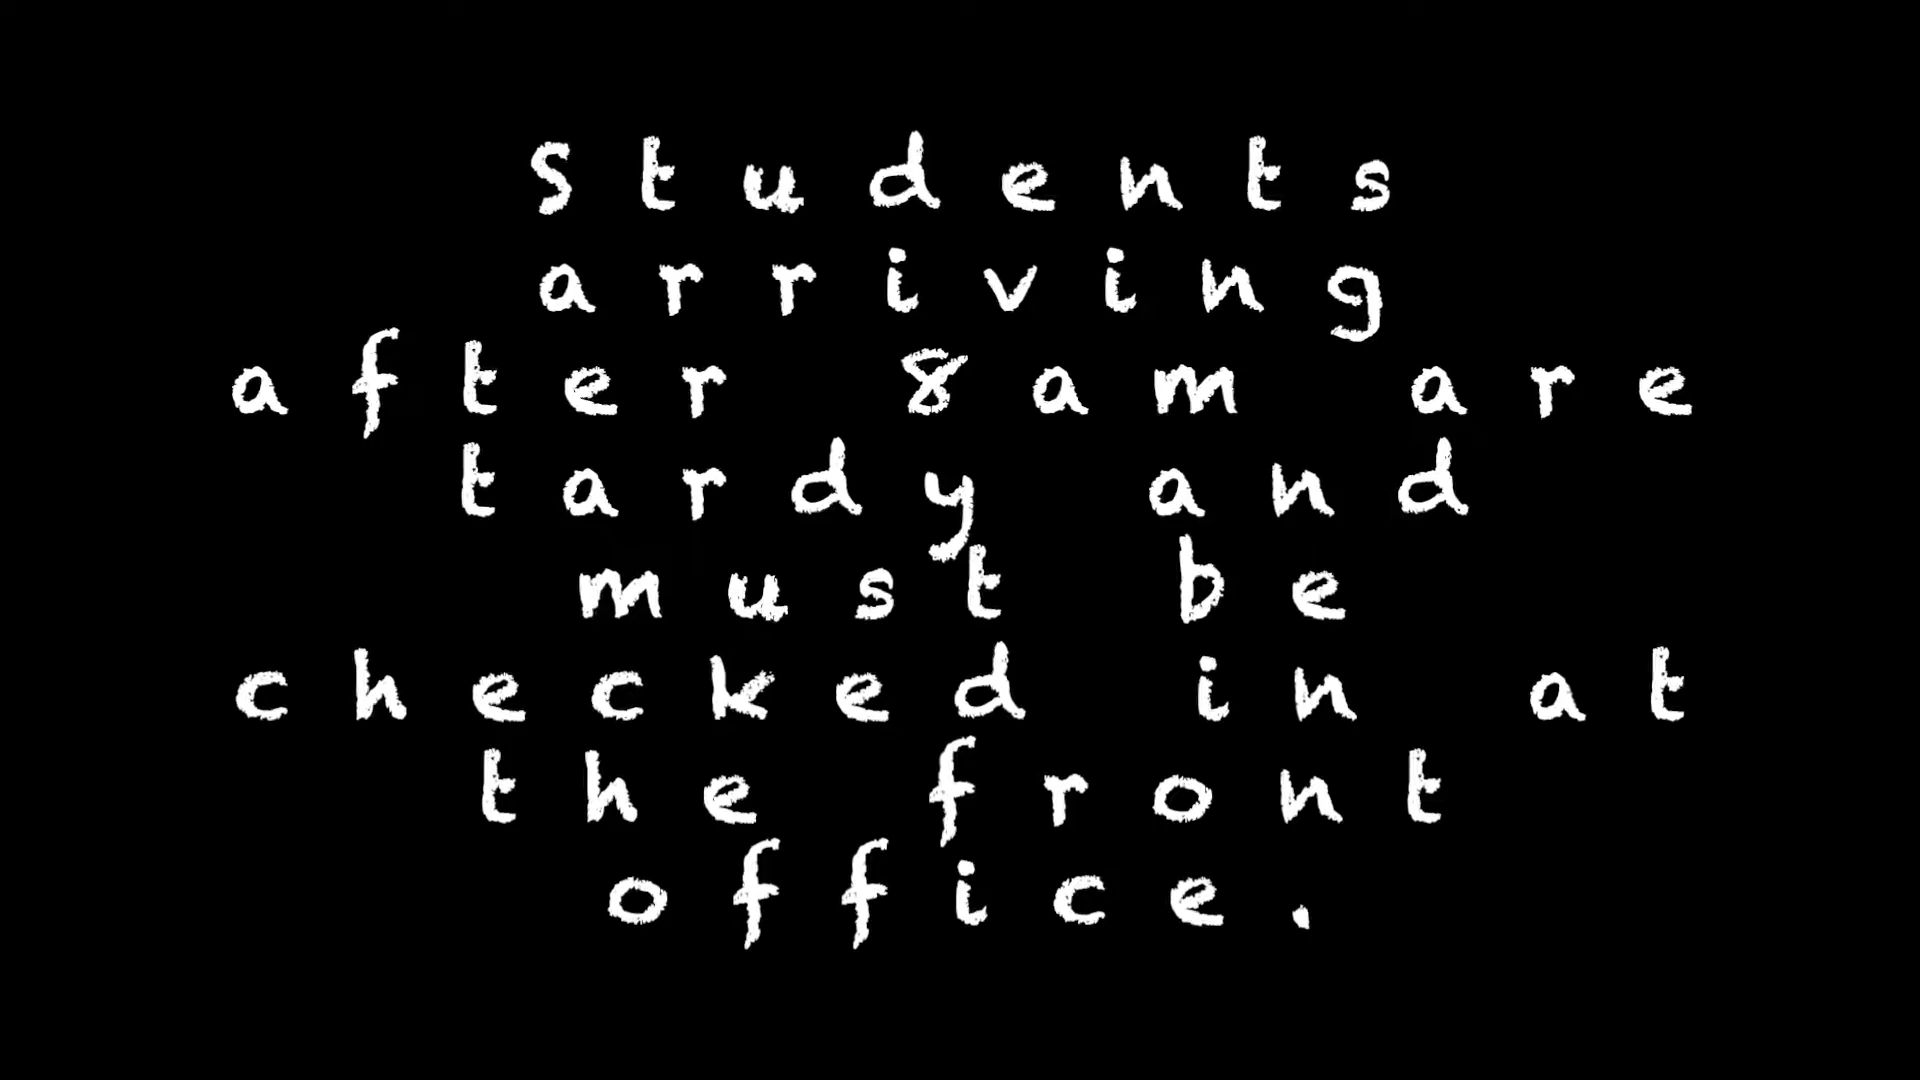 Students
arriving
after 8am are
tardy and
must be
checked in at
the front
office.